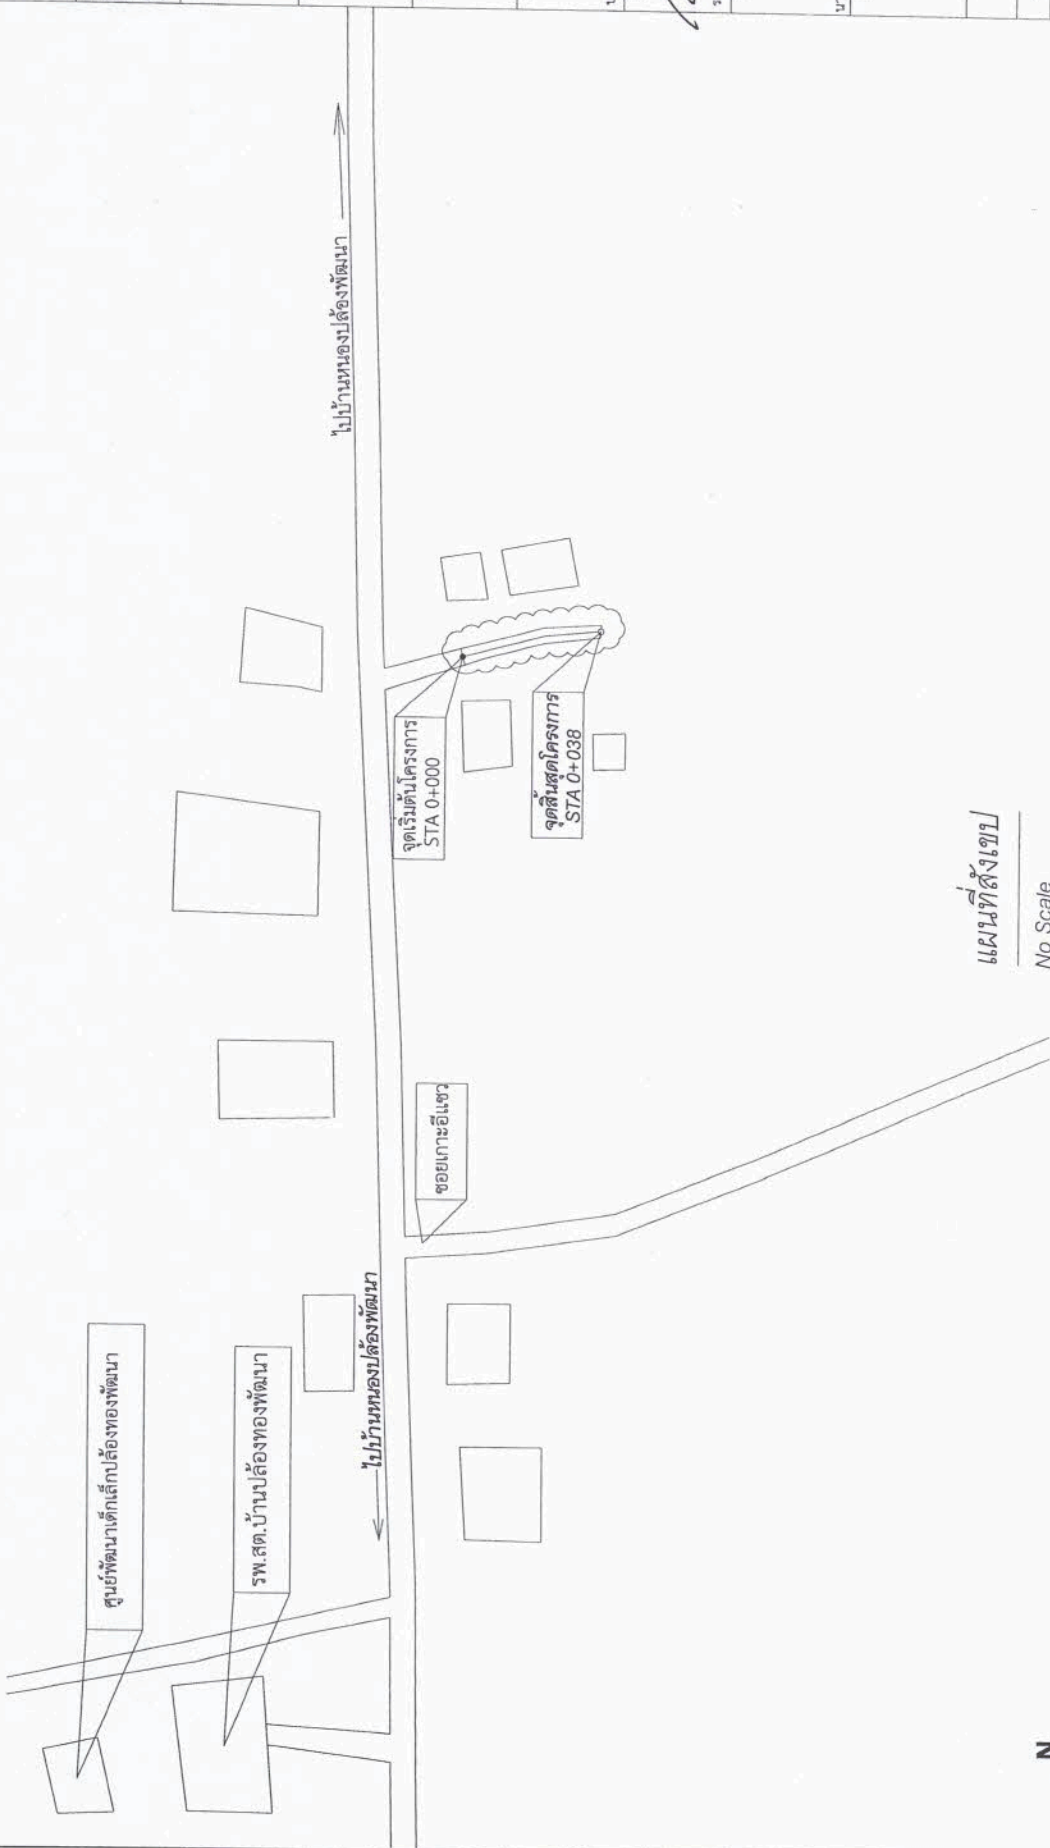 ศูนย์พัฒนาเด็กเล็กปล้องทองพัฒนา
รพ.สต.บ้านปล้องทองพัฒนา
ไปบ้านหนองปล้องพัฒนา
ไปบ้านหนองปล้องพัฒนา
ซอยเกาะอีแซว
จุดเริ่มต้นโครงการ
STA 0+000
จุดสิ้นสุดโครงการ
STA 0+038
แผนที่สังเขป
No Scale
N